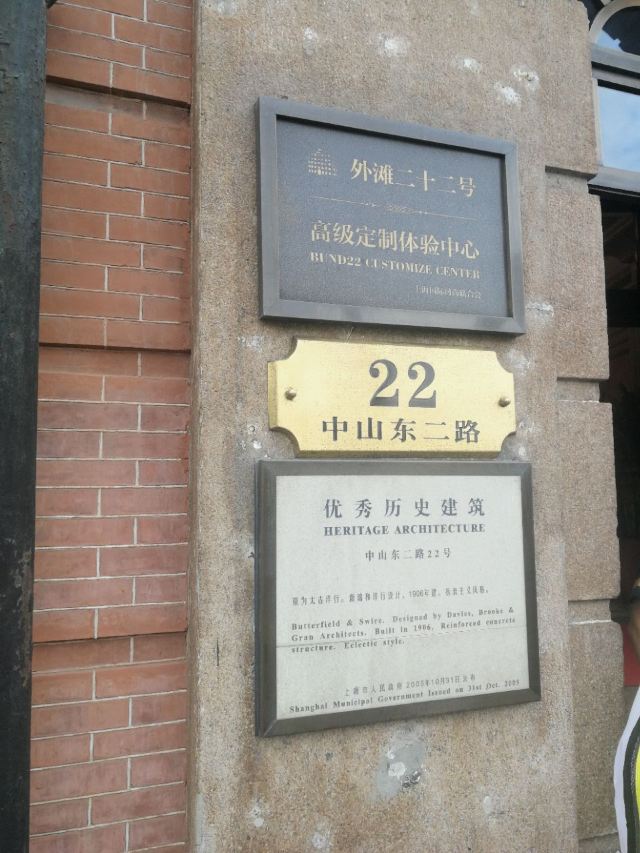 外滩二十二号
高级定制体验中心
BUND22 CUSTOMIZE CENTER
22
中山东二路
优秀历史建筑
HERITAGE ARCHITECTURE
中山东二路22号
原为太古洋行。新瑞和洋行设计，1906年建，折衷主义风格。
Butterfield & Swire. Designed by Davies, Brooke &
Gran Architects. Built in 1906. Reinforced concrete
structure. Eclectic style.
上海市人民政府2005年10月31日公布
Shanghai Municipal Government Issued on 31st Oct. 2005